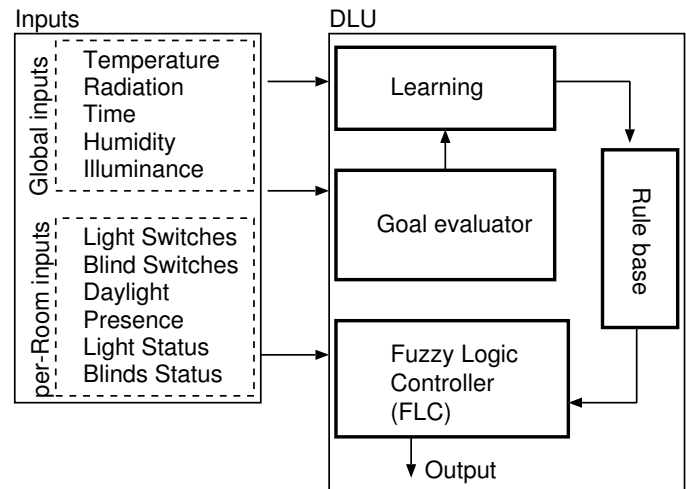 Inputs
Global inputs
Temperature
Radiation
Time
Humidity
Illuminance
per-Room inputs
Light Switches
Blind Switches
Daylight
Presence
Light Status
Blinds Status
DLU
Learning
Goal evaluator
Rule base
Fuzzy Logic
Controller
(FLC)
Output